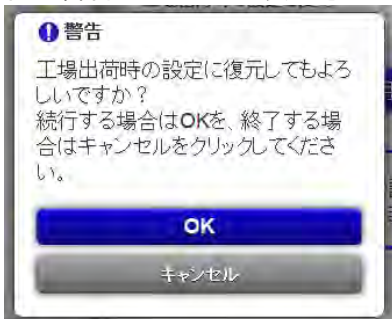 警告
工場出荷時の設定に復元してもよろ
しいですか？
続行する場合はOKを、終了する場
合はキャンセルをクリックしてくださ
い。
OK
キャンセル